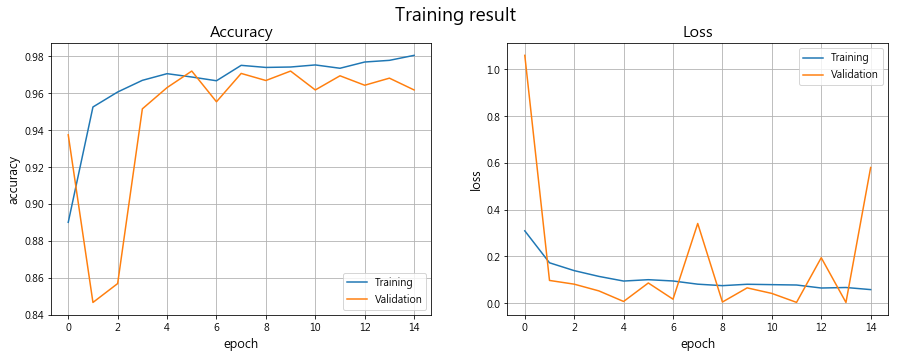 Training result
Accuracy
0.98
0.96
0.94
0.92
0.90
0.88
0.86
0.84
accuracy
0 2 4 6 8 10 12 14
epoch
Training
Validation
Loss
1.0
0.8
0.6
0.4
0.2
0.0
loss
0 2 4 6 8 10 12 14
epoch
Training
Validation